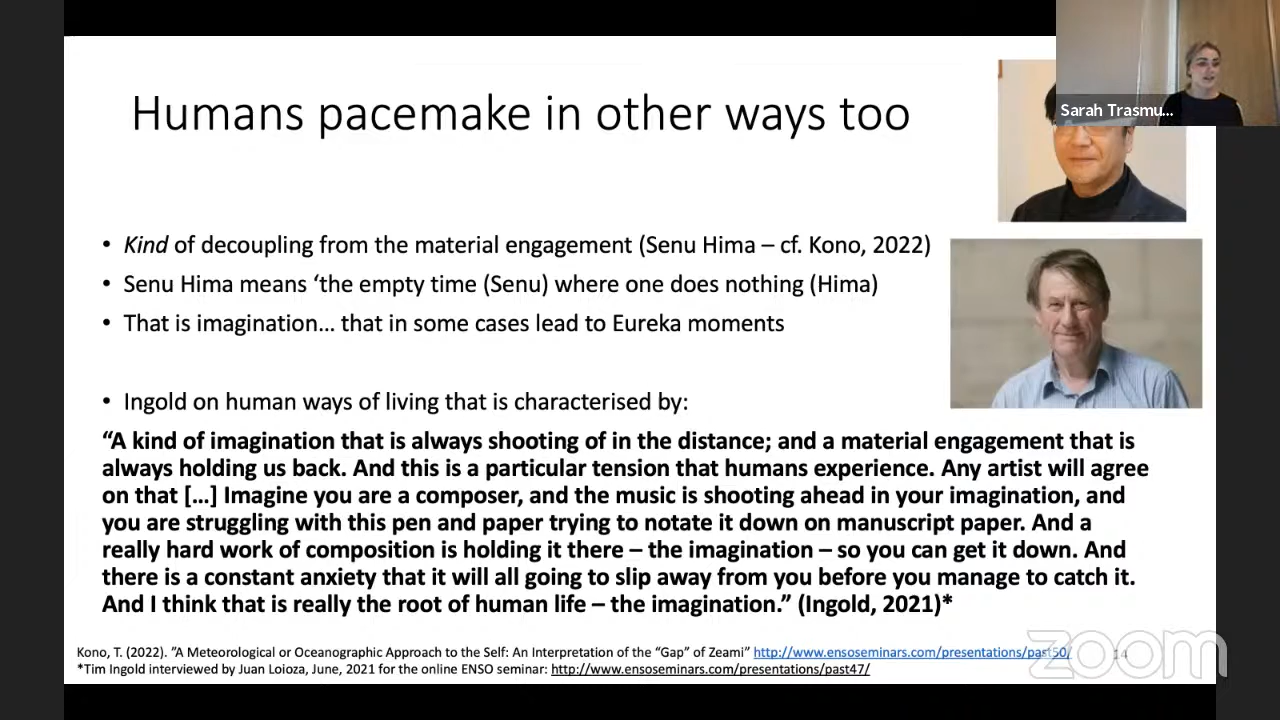 Humans pacemake in other ways too
Sarah Trasmu...
• Kind of decoupling from the material engagement (Senu Hima – cf. Kono, 2022)
• Senu Hima means ‘the empty time (Senu) where one does nothing (Hima)
• That is imagination… that in some cases lead to Eureka moments
• Ingold on human ways of living that is characterised by:
“A kind of imagination that is always shooting of in the distance; and a material engagement that is
always holding us back. And this is a particular tension that humans experience. Any artist will agree
on that […] Imagine you are a composer, and the music is shooting ahead in your imagination, and
you are struggling with this pen and paper trying to notate it down on manuscript paper. And a
really hard work of composition is holding it there – the imagination – so you can get it down. And
there is a constant anxiety that it will all going to slip away from you before you manage to catch it.
And I think that is really the root of human life – the imagination.” (Ingold, 2021)*
Kono, T. (2022). ”A Meteorological or Oceanographic Approach to the Self: An Interpretation of the “Gap” of Zeami” http://www.ensoseminars.com/presentations/past50/
14
*Tim Ingold interviewed by Juan Loioza, June, 2021 for the online ENSO seminar: http://www.ensoseminars.com/presentations/past47/
zoom